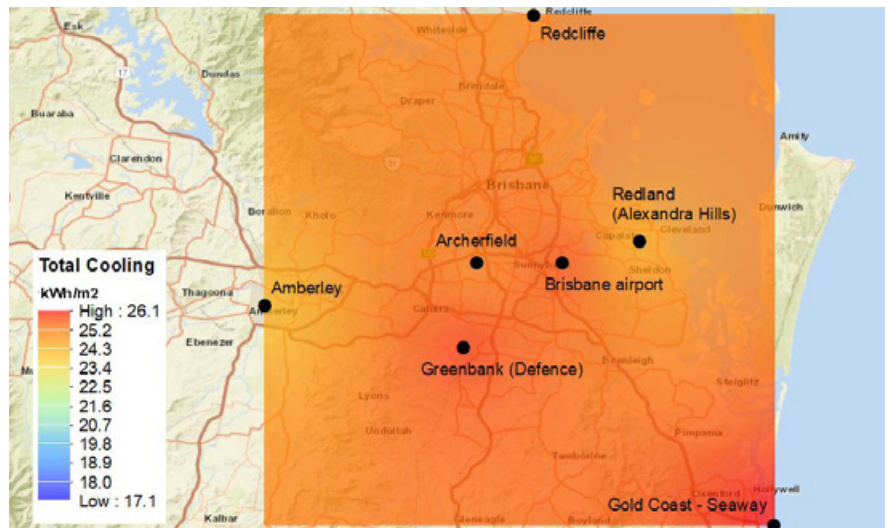 Redcliffe
Whiteside
Redcliffe
Esk
17
Dundas
Brendale
Draper
Buaraba
Amity
Clarendon
Brisbane
Kentville
Redland
(Alexandra Hills)
Dunwich
Borallon
Kholo
Kenmore
Cleveland
Capalaba
Archerfield
Total Cooling
Sunnyba
Sheldon
kWh/m2
Amberley
Brisbane airport
Thagoona
High : 26.1
Amberley
Carara
25.2
Ebenezer
24.3
Greenbank (Defence)
Beenleigh
23.4
Steiglitz
22.5
Lyons
21.6
Undullah
Pimpama
20.7
19.8
Tamborine
18.9
18.0
Oxenford
Hollywell
Low : 17.1
Gold Coast - Seaway
Kalbar
Gleneagle
Boyland